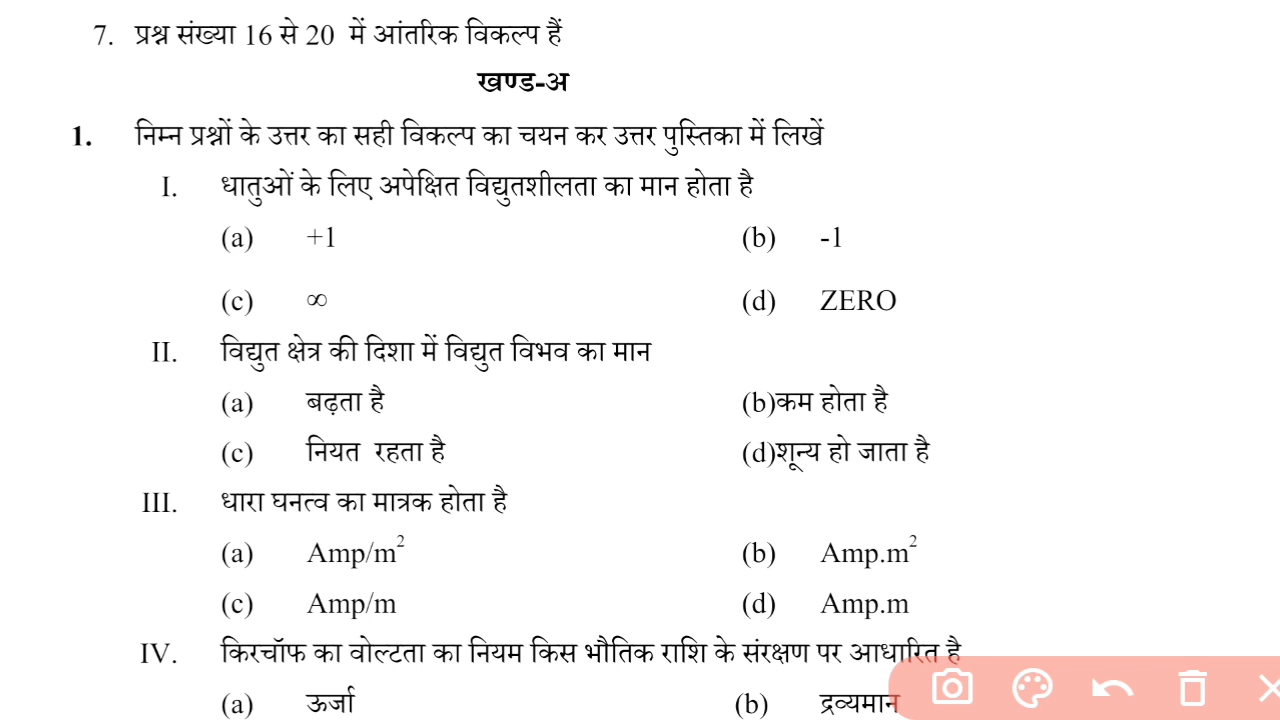 7. प्रश्न संख्या 16 से 20 में आंतरिक विकल्प हैं
खण्ड-अ
1. निम्न प्रश्नों के उत्तर का सही विकल्प का चयन कर उत्तर पुस्तिका में लिखें
I. धातुओं के लिए अपेक्षित विद्युतशीलता का मान होता है
(a) +1 (b) -1
(c) ∞ (d) ZERO
II. विद्युत क्षेत्र की दिशा में विद्युत विभव का मान
(a) बढ़ता है (b)कम होता है
(c) नियत रहता है (d)शून्य हो जाता है
III. धारा घनत्व का मात्रक होता है
(a) Amp/m² (b) Amp.m²
(c) Amp/m (d) Amp.m
IV. किरचॉफ का वोल्टता का नियम किस भौतिक राशि के संरक्षण पर आधारित है
(a) ऊर्जा (b) द्रव्यमान